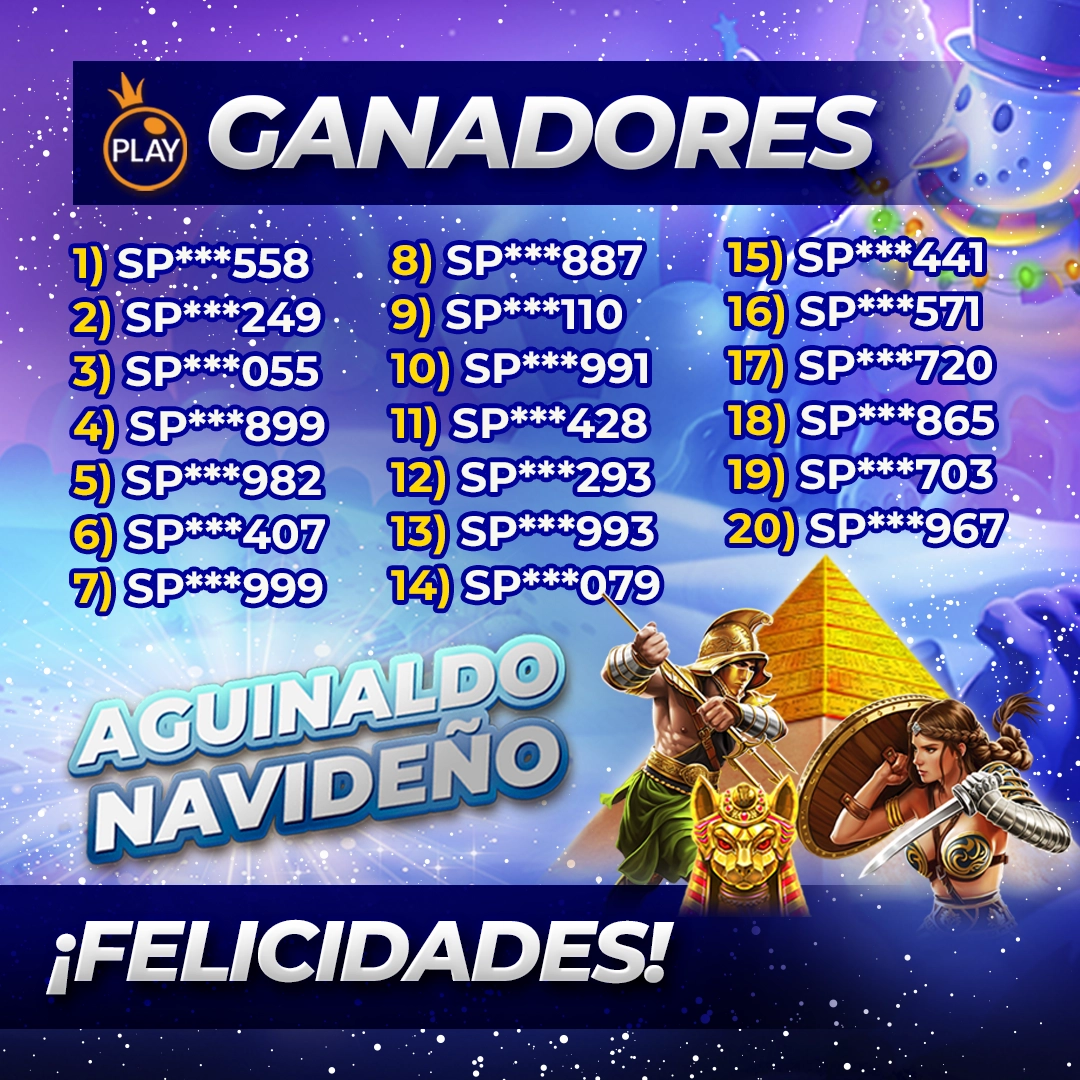 PLAY
GANADORES
1) SP***558
2) SP***249
3) SP***055
4) SP***899
5) SP***982
6) SP***407
7) SP***999
8) SP***887
9) SP***110
10) SP***991
11) SP***428
12) SP***293
13) SP***993
14) SP***079
15) SP***441
16) SP***571
17) SP***720
18) SP***865
19) SP***703
20) SP***967
AGUINALDO
NAVIDEÑO
¡FELICIDADES!